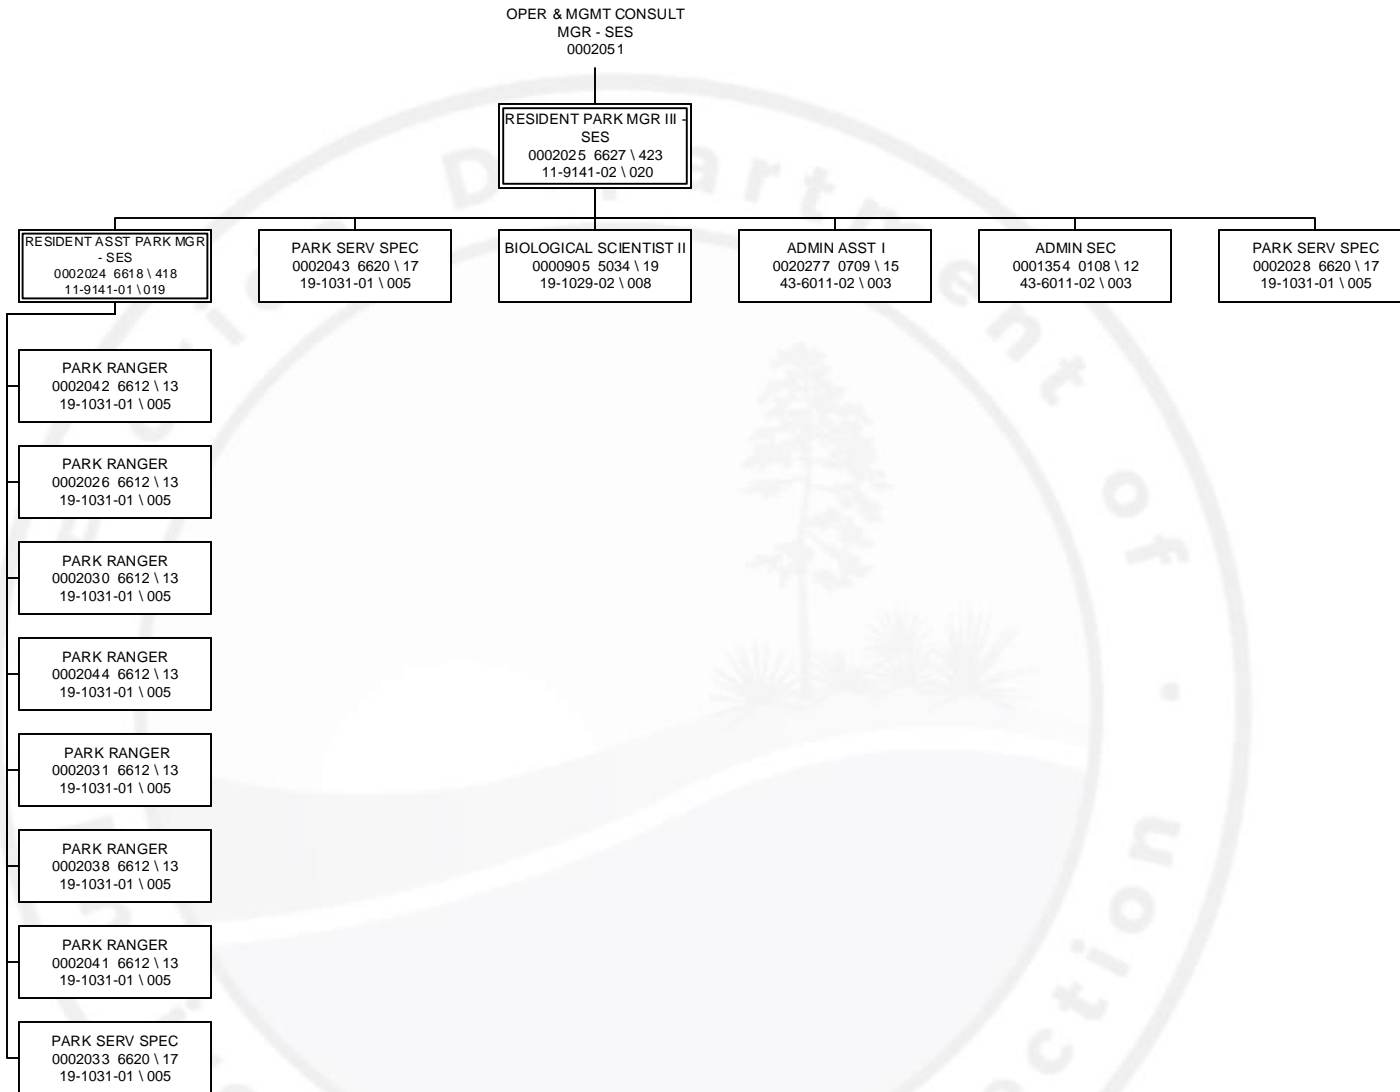 OPER & MGMT CONSULT
MGR - SES
0002051
RESIDENT PARK MGR III -
SES
0002025 6627 \ 423
11-9141-02 \ 020
RESIDENT ASST PARK MGR
- SES
0002024 6618 \ 418
11-9141-01 \ 019
PARK SERV SPEC
0002043 6620 \ 17
19-1031-01 \ 005
BIOLOGICAL SCIENTIST II
0000905 5034 \ 19
19-1029-02 \ 008
ADMIN ASST I
0020277 0709 \ 15
43-6011-02 \ 003
ADMIN SEC
0001354 0108 \ 12
43-6011-02 \ 003
PARK SERV SPEC
0002028 6620 \ 17
19-1031-01 \ 005
PARK RANGER
0002042 6612 \ 13
19-1031-01 \ 005
PARK RANGER
0002026 6612 \ 13
19-1031-01 \ 005
PARK RANGER
0002030 6612 \ 13
19-1031-01 \ 005
PARK RANGER
0002044 6612 \ 13
19-1031-01 \ 005
PARK RANGER
0002031 6612 \ 13
19-1031-01 \ 005
PARK RANGER
0002038 6612 \ 13
19-1031-01 \ 005
PARK RANGER
0002041 6612 \ 13
19-1031-01 \ 005
PARK SERV SPEC
0002033 6620 \ 17
19-1031-01 \ 005